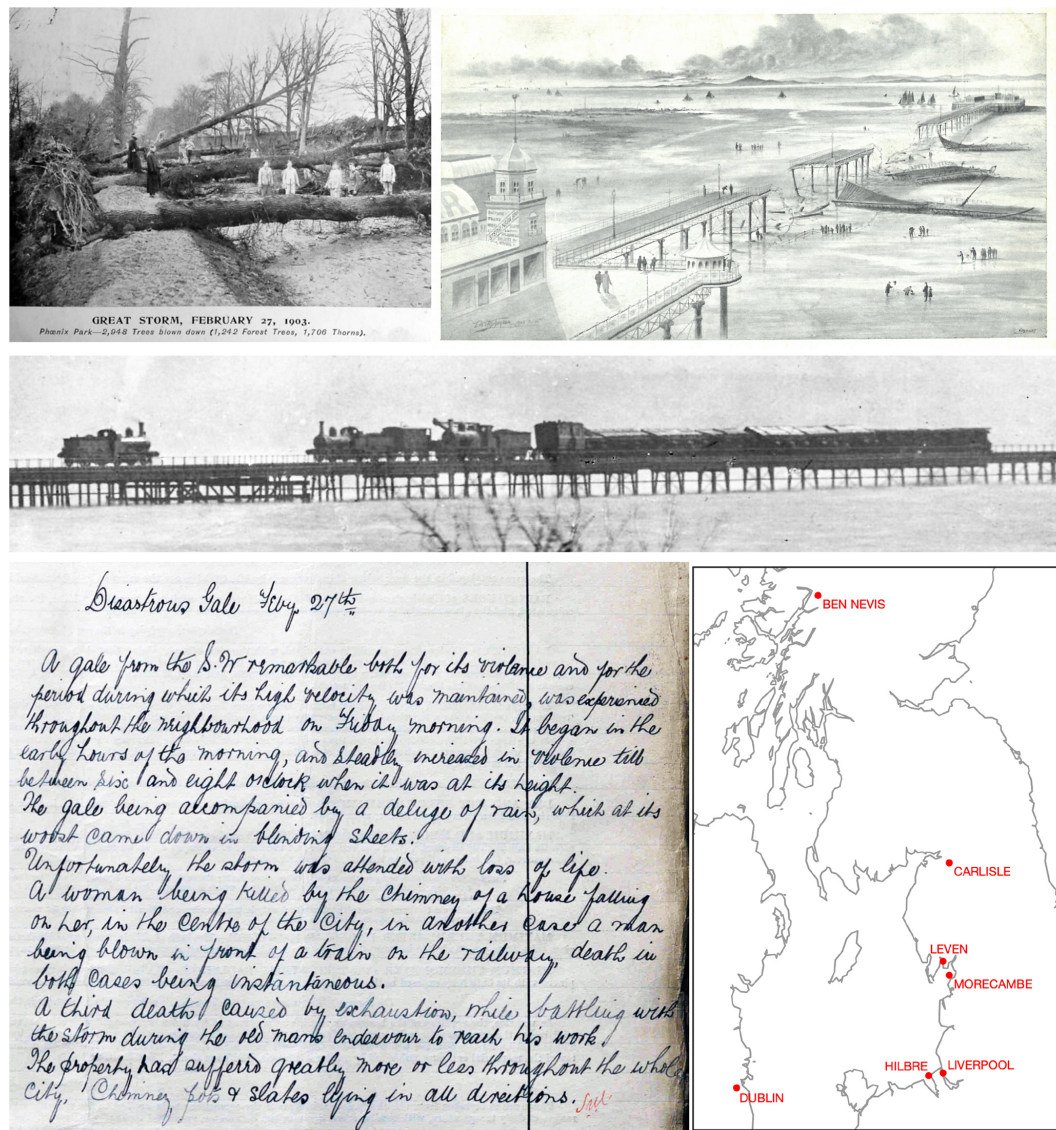 GREAT STORM, FEBRUARY 27, 1903.
Phœnix Park—2,948 Trees blown down (1,242 Forest Trees, 1,706 Thorns).
Disastrous Gale Feby. 27th
A gale from the S.W remarkable both for its violence and for the
period during which its high velocity was maintained, was experienced
throughout the neighbourhood on Friday morning. It began in the
early hours of the morning, and steadily increased in violence till
between six and eight o'clock when it was at its height.
The gale being accompanied by a deluge of rain, which at its
worst came down in blinding sheets.
Unfortunately the storm was attended with loss of life.
A woman being killed by the chimney of a house falling
on her, in the centre of the City, in another case a man
being blown in front of a train on the railway, death in
both cases being instantaneous.
A third death caused by exhaustion, while battling with
the storm during the old mans endeavour to reach his work.
The property has sufferd greatly more or less throughout the whole
city, Chimney pots & slates lying in all directions.
BEN NEVIS
CARLISLE
LEVEN
MORECAMBE
HILBRE
LIVERPOOL
DUBLIN